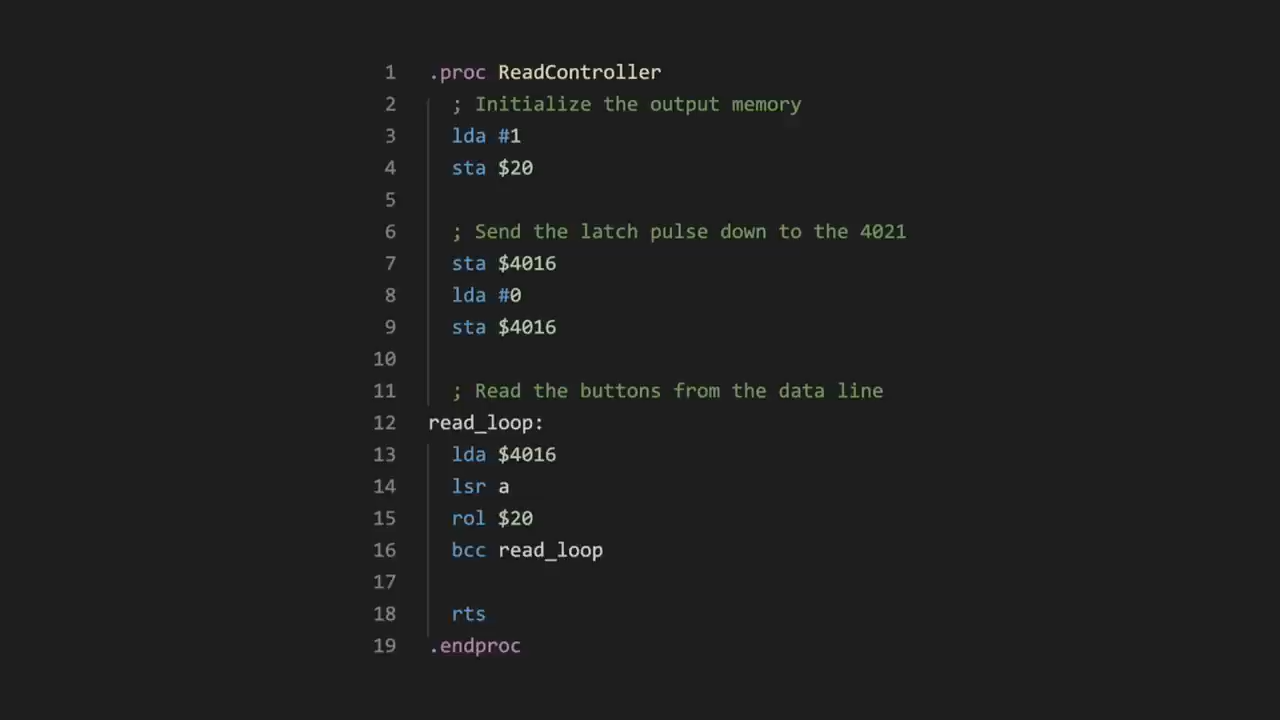 1 .proc ReadController
2 ; Initialize the output memory
3 lda #1
4 sta $20
5
6 ; Send the latch pulse down to the 4021
7 sta $4016
8 lda #0
9 sta $4016
10
11 ; Read the buttons from the data line
12 read_loop:
13 lda $4016
14 lsr a
15 rol $20
16 bcc read_loop
17
18 rts
19 .endproc